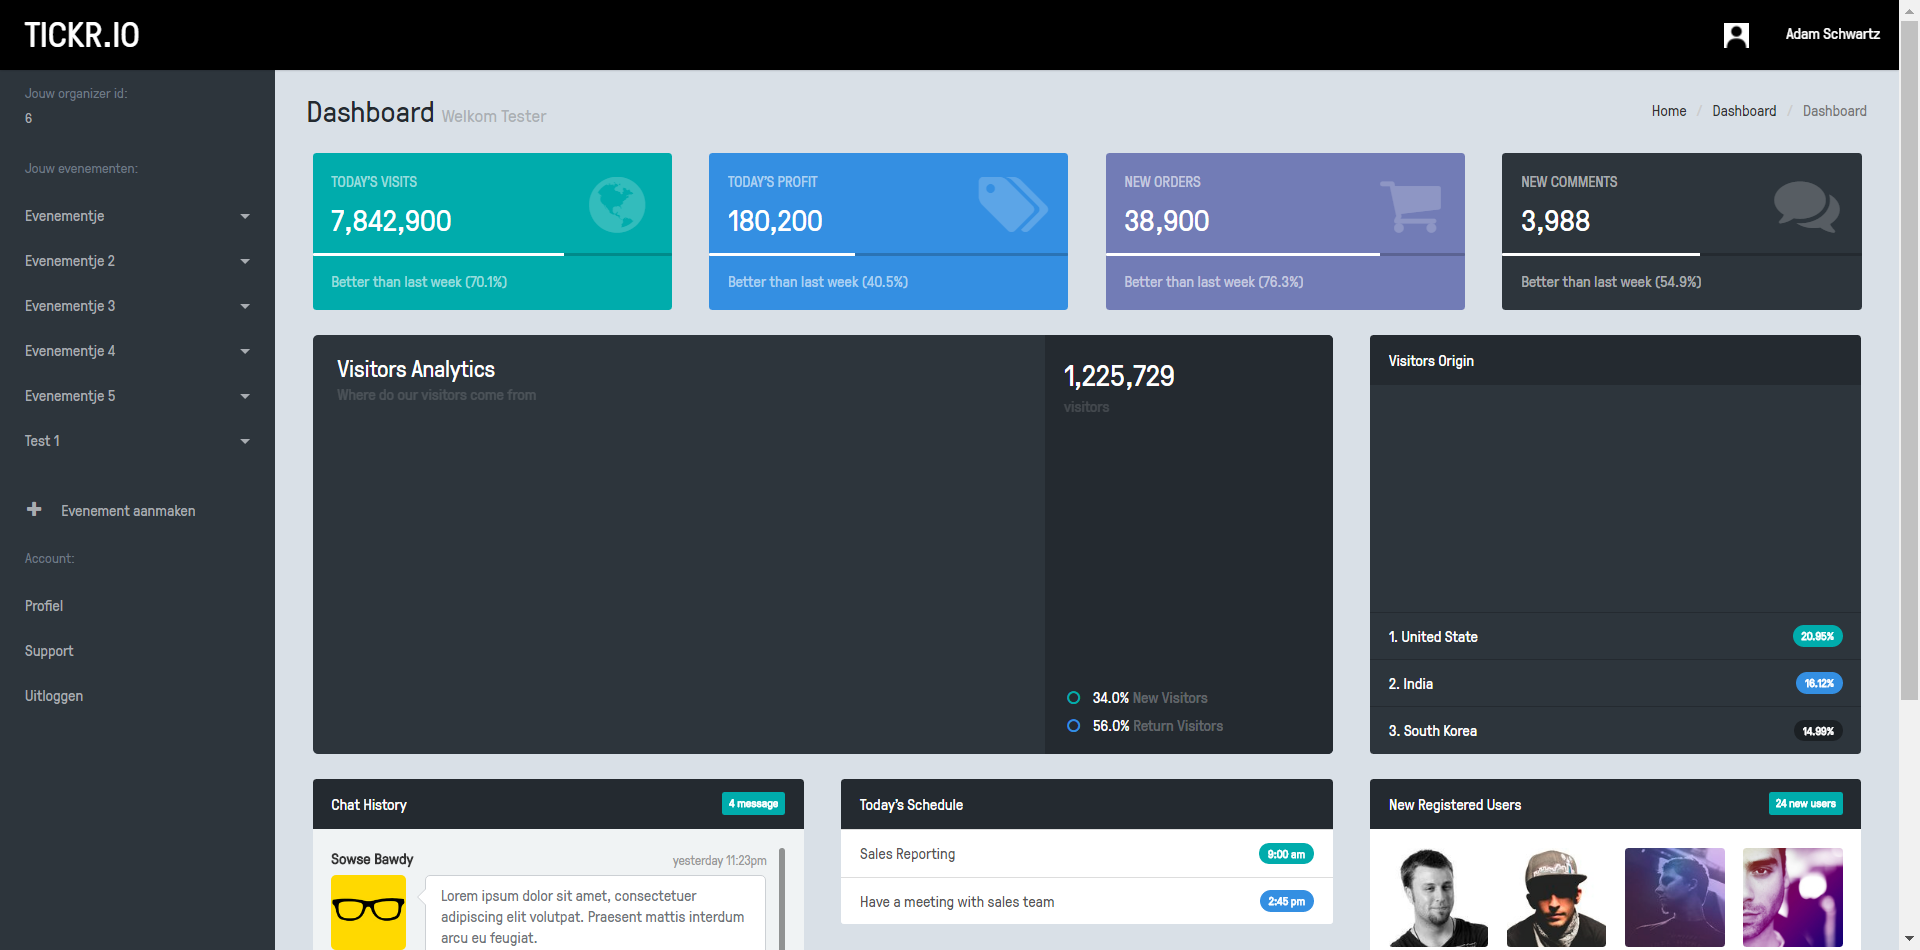 TICKR.IO
Adam Schwartz
Jouw organizer id:
6
Jouw evenementen:
Evenementje
Evenementje 2
Evenementje 3
Evenementje 4
Evenementje 5
Test 1
Evenement aanmaken
Account:
Profiel
Support
Uitloggen
Dashboard Welkom Tester
Home / Dashboard / Dashboard
TODAY'S VISITS
7,842,900
Better than last week (70.1%)
TODAY'S PROFIT
180,200
Better than last week (40.5%)
NEW ORDERS
38,900
Better than last week (76.3%)
NEW COMMENTS
3,988
Better than last week (54.9%)
Visitors Analytics
Where do our visitors come from
1,225,729
visitors
34.0% New Visitors
56.0% Return Visitors
Visitors Origin
1. United State 20.95%
2. India 16.12%
3. South Korea 14.99%
Chat History 4 message
Sowse Bawdy yesterday 11:23pm
Lorem ipsum dolor sit amet, consectetuer
adipiscing elit volutpat. Praesent mattis interdum
arcu eu feugiat.
Today's Schedule
Sales Reporting 9:00 am
Have a meeting with sales team 2:45 pm
New Registered Users 24 new users